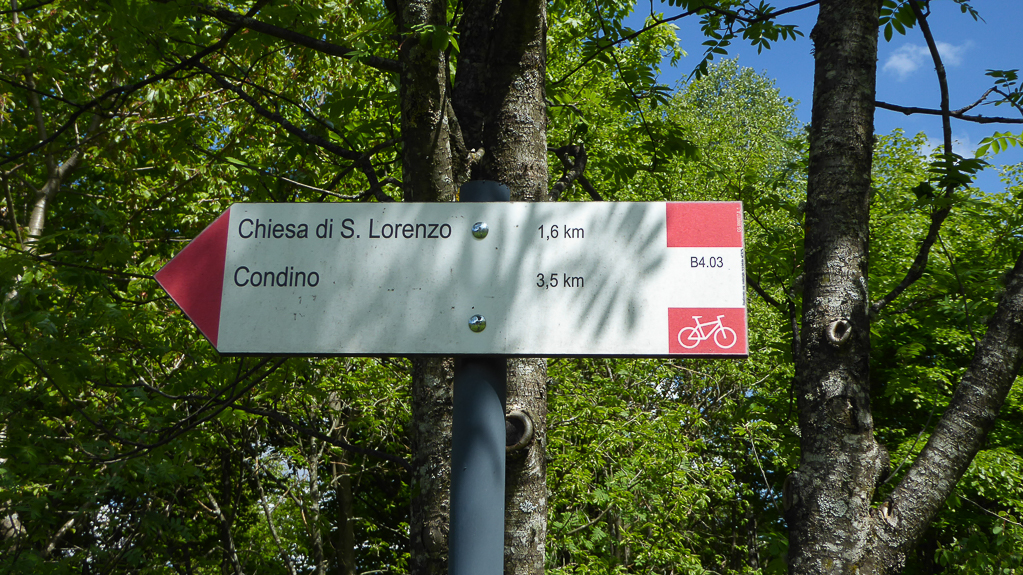 Chiesa di S. Lorenzo 1,6 km
Condino 3,5 km
B4.03